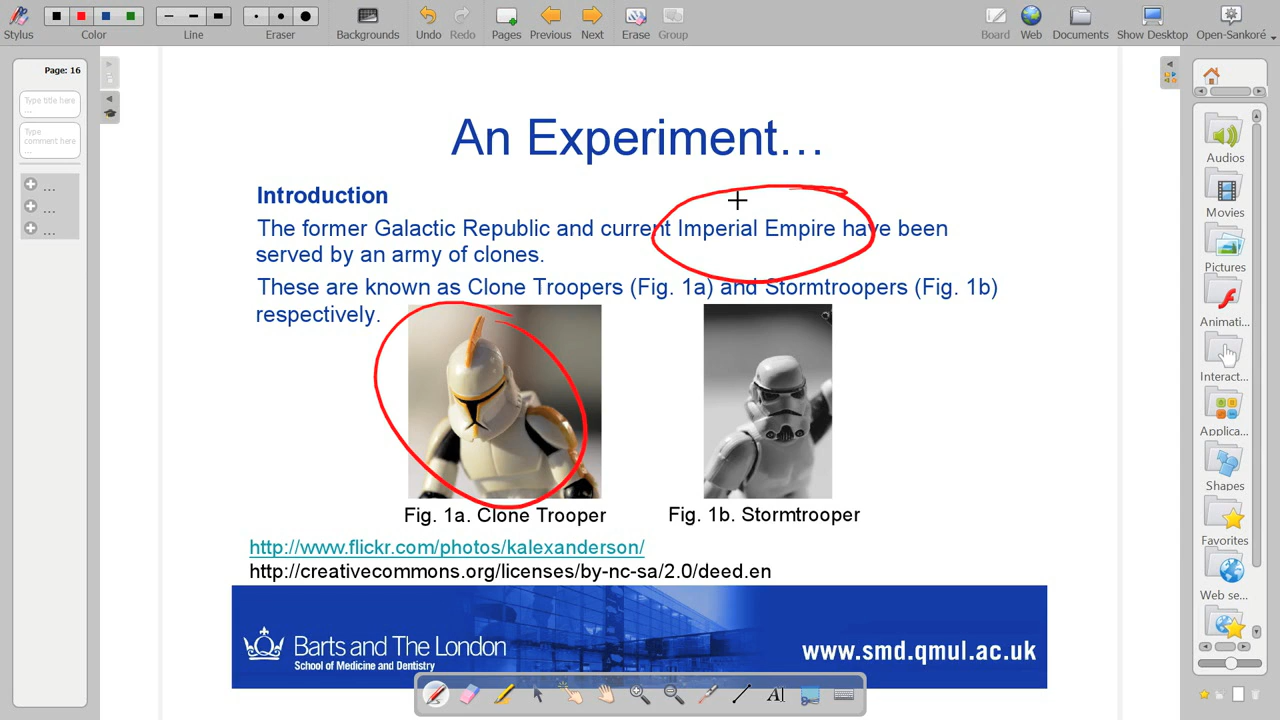 Stylus
Color
Line
Eraser
Backgrounds
Undo
Redo
Pages
Previous
Next
Erase
Group
Board
Web
Documents
Show Desktop
Open-Sankoré
Page: 16
Type title here
...
Type
comment here
...
...
...
...
An Experiment...
Introduction
The former Galactic Republic and current Imperial Empire have been
served by an army of clones.
These are known as Clone Troopers (Fig. 1a) and Stormtroopers (Fig. 1b)
respectively.
Fig. 1a. Clone Trooper
Fig. 1b. Stormtrooper
http://www.flickr.com/photos/kalexanderson/
http://creativecommons.org/licenses/by-nc-sa/2.0/deed.en
Barts and The London
School of Medicine and Dentistry
www.smd.qmul.ac.uk
Audios
Movies
Pictures
Animati...
Interact...
Applica...
Shapes
Favorites
Web se...
AI